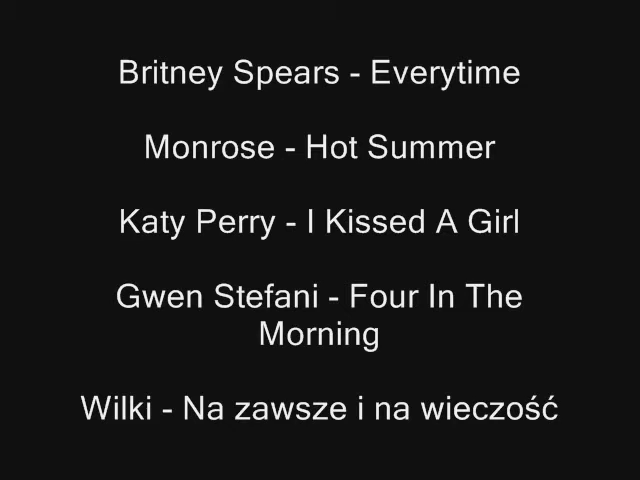 Britney Spears - Everytime
Monrose - Hot Summer
Katy Perry - I Kissed A Girl
Gwen Stefani - Four In The
Morning
Wilki - Na zawsze i na wieczość